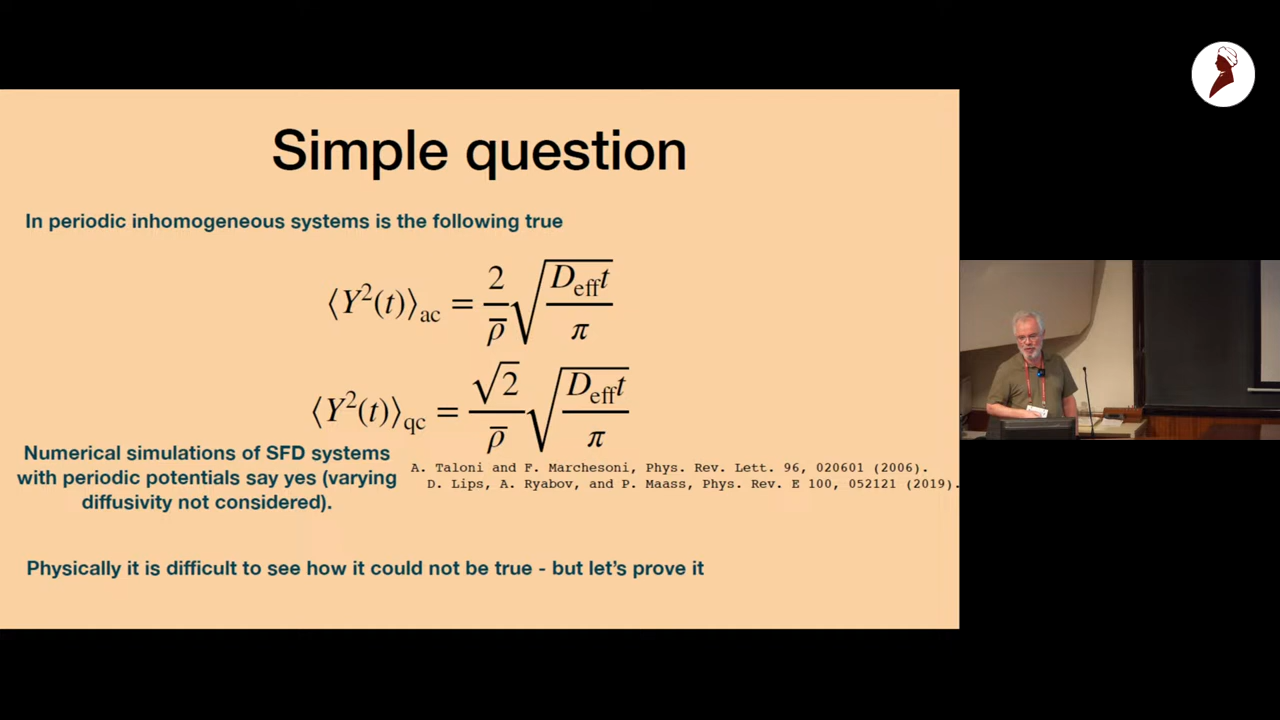 Simple question
In periodic inhomogeneous systems is the following true
⟨Y²(t)⟩ac = 2/ρ̄ √(Defft/π)
⟨Y²(t)⟩qc = √2/ρ̄ √(Defft/π)
Numerical simulations of SFD systems
with periodic potentials say yes (varying
diffusivity not considered).
A. Taloni and F. Marchesoni, Phys. Rev. Lett. 96, 020601 (2006).
D. Lips, A. Ryabov, and P. Maass, Phys. Rev. E 100, 052121 (2019).
Physically it is difficult to see how it could not be true - but let's prove it